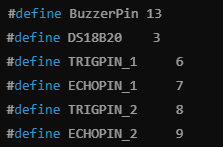 #define BuzzerPin 13
#define DS18B20    3
#define TRIGPIN_1     6
#define ECHOPIN_1     7
#define TRIGPIN_2     8
#define ECHOPIN_2     9